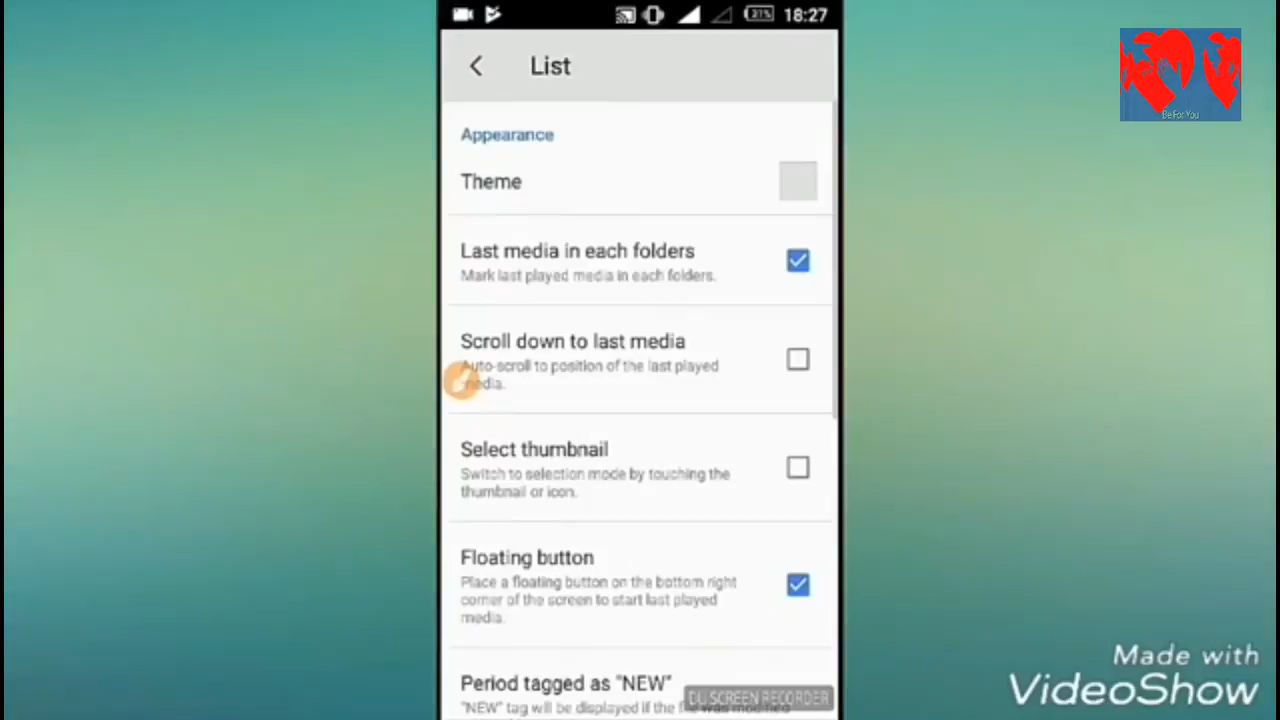 31% 18:27
List
Be For You
Appearance
Theme
Last media in each folders
Mark last played media in each folders.
Scroll down to last media
Auto-scroll to position of the last played
media.
Select thumbnail
Switch to selection mode by touching the
thumbnail or icon.
Floating button
Place a floating button on the bottom right
corner of the screen to start last played
media.
Period tagged as "NEW"
DU SCREEN RECORDER
"NEW" tag will be displayed if the file was modified
Made with
VideoShow